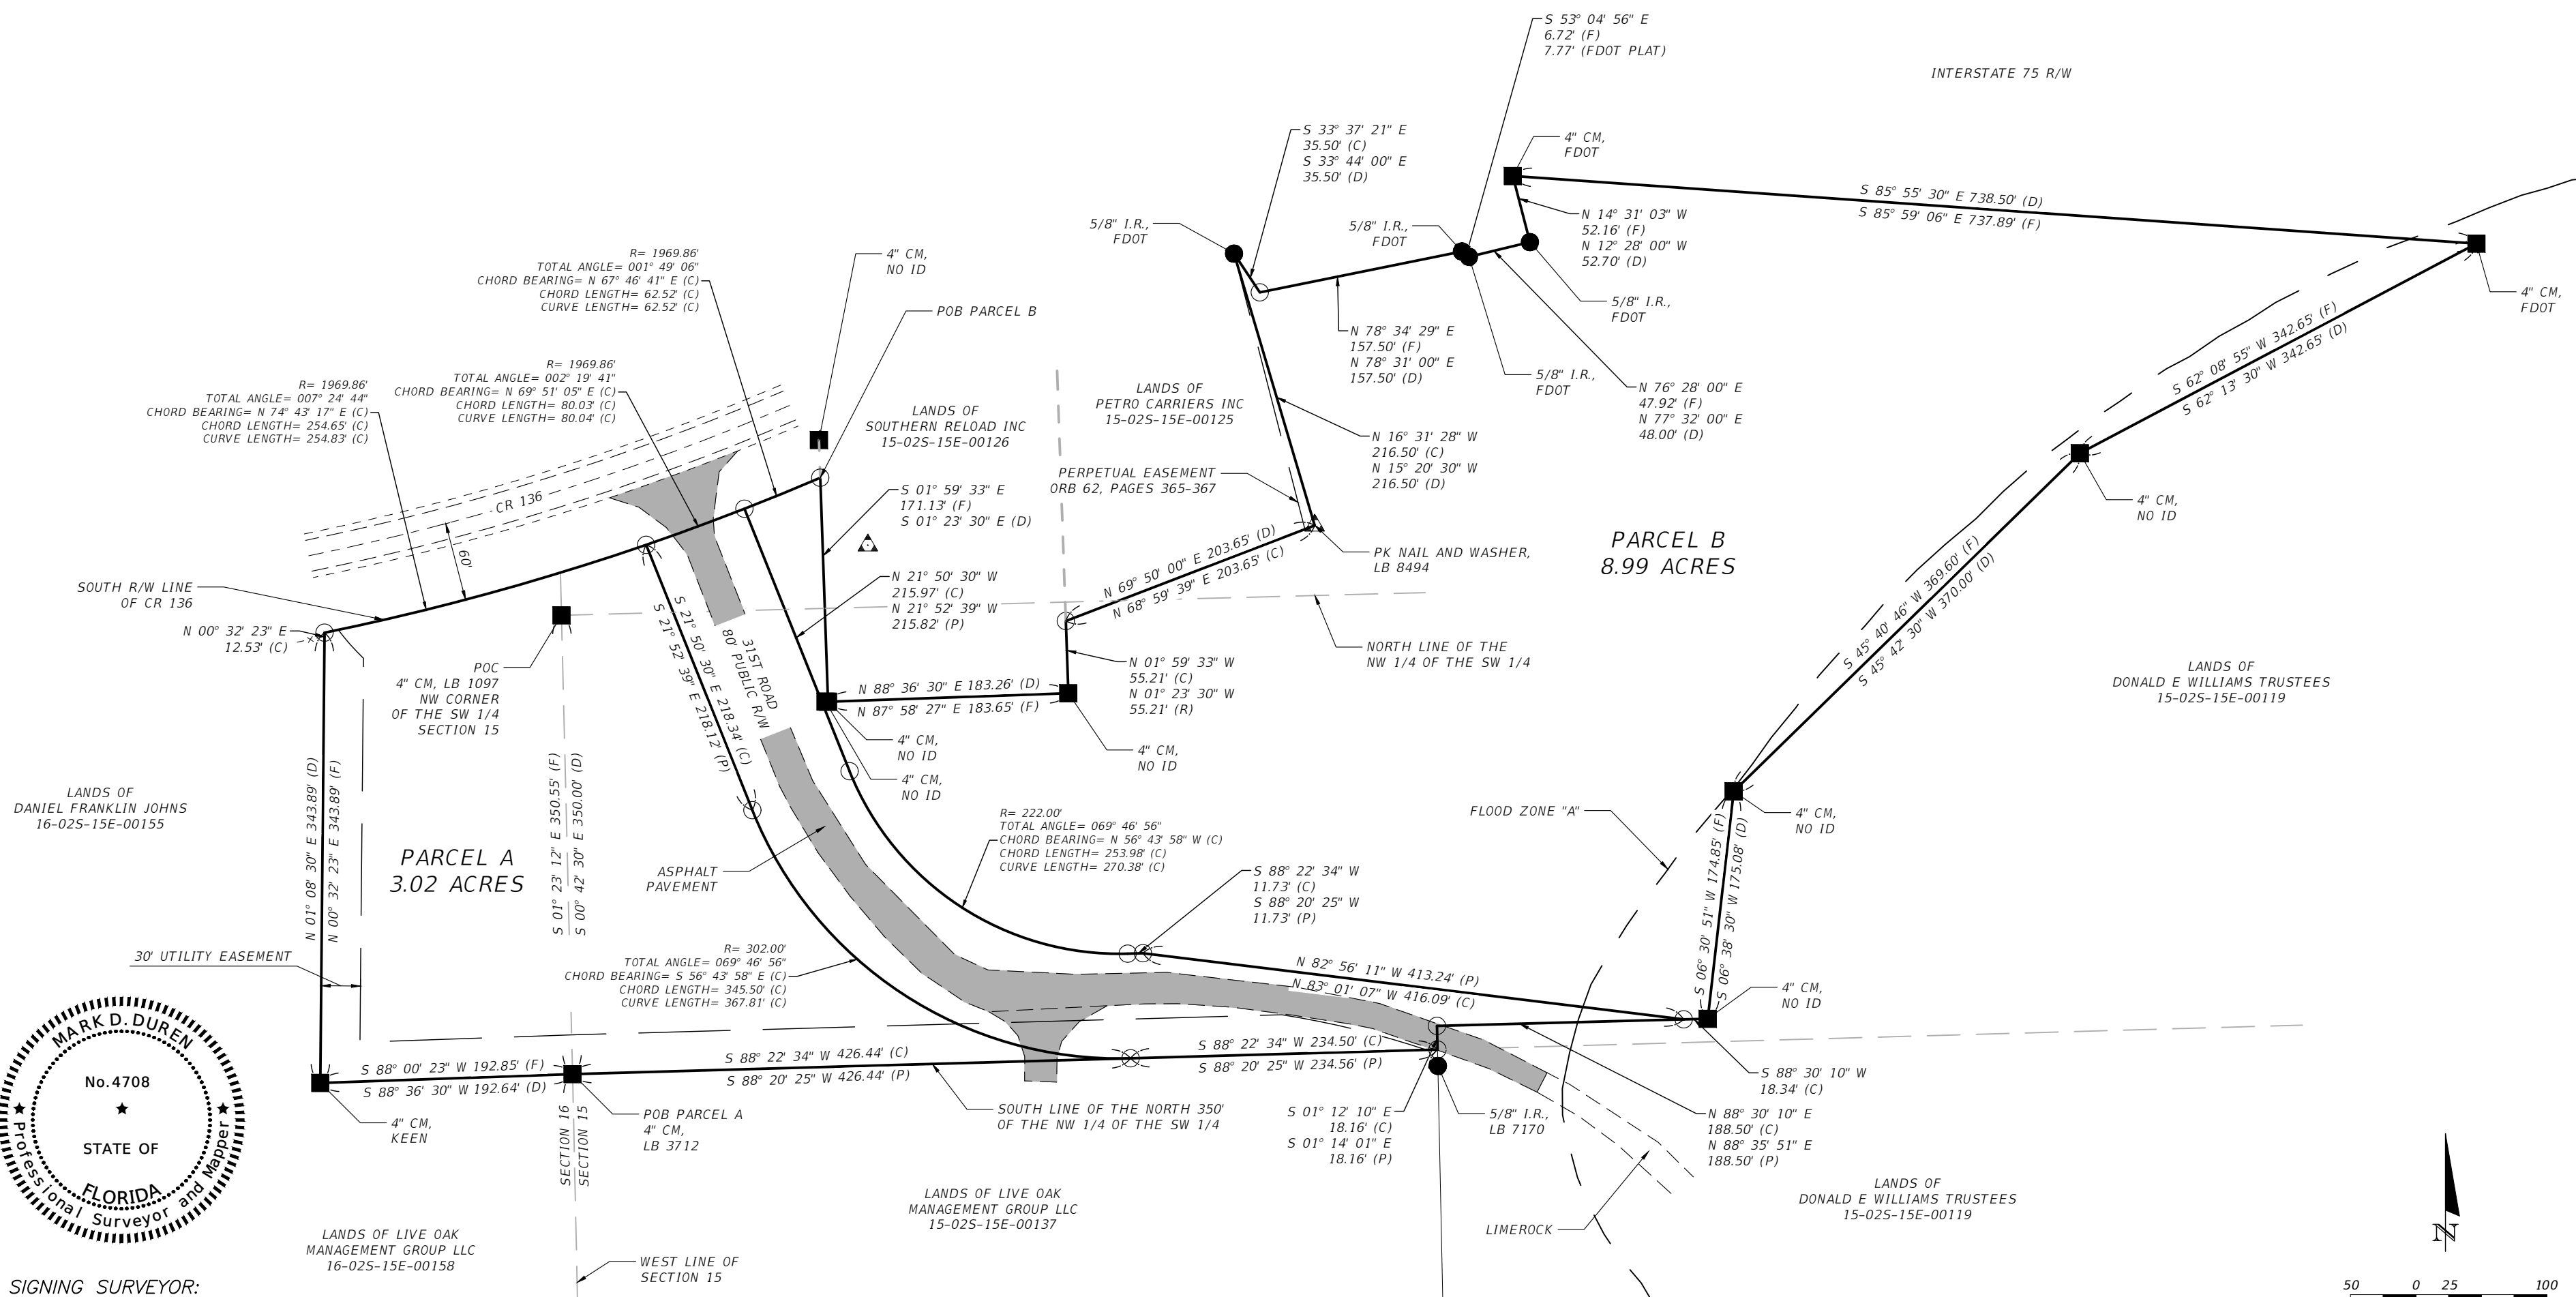 S 53° 04' 56" E
6.72' (F)
7.77' (FDOT PLAT)
INTERSTATE 75 R/W
S 33° 37' 21" E
35.50' (C)
S 33° 44' 00" E
35.50' (D)
4" CM,
FDOT
S 85° 55' 30" E 738.50' (D)
S 85° 59' 06" E 737.89' (F)
5/8" I.R.,
FDOT
5/8" I.R.,
FDOT
N 14° 31' 03" W
52.16' (F)
N 12° 28' 00" W
52.70' (D)
R= 1969.86'
TOTAL ANGLE= 001° 49' 06"
CHORD BEARING= N 67° 46' 41" E (C)
CHORD LENGTH= 62.52' (C)
CURVE LENGTH= 62.52' (C)
4" CM,
NO ID
POB PARCEL B
5/8" I.R.,
FDOT
4" CM,
FDOT
N 78° 34' 29" E
157.50' (F)
N 78° 31' 00" E
157.50' (D)
5/8" I.R.,
FDOT
N 76° 28' 00" E
47.92' (F)
N 77° 32' 00" E
48.00' (D)
S 62° 08' 55" W 342.65' (F)
S 62° 13' 30" W 342.65' (D)
R= 1969.86'
TOTAL ANGLE= 002° 19' 41"
CHORD BEARING= N 69° 51' 05" E (C)
CHORD LENGTH= 80.03' (C)
CURVE LENGTH= 80.04' (C)
R= 1969.86'
TOTAL ANGLE= 007° 24' 44"
CHORD BEARING= N 74° 43' 17" E (C)
CHORD LENGTH= 254.65' (C)
CURVE LENGTH= 254.83' (C)
LANDS OF
SOUTHERN RELOAD INC
15-02S-15E-00126
LANDS OF
PETRO CARRIERS INC
15-02S-15E-00125
N 16° 31' 28" W
216.50' (C)
N 15° 20' 30" W
216.50' (D)
PERPETUAL EASEMENT
ORB 62, PAGES 365-367
CR 136
60'
S 01° 59' 33" E
171.13' (F)
S 01° 23' 30" E (D)
4" CM,
NO ID
PARCEL B
8.99 ACRES
PK NAIL AND WASHER,
LB 8494
N 69° 50' 00" E 203.65' (D)
N 68° 59' 39" E 203.65' (C)
S 45° 40' 46" W 369.60' (F)
S 45° 42' 30" W 370.00' (D)
SOUTH R/W LINE
OF CR 136
N 00° 32' 23" E
12.53' (C)
N 21° 50' 30" W
215.97' (C)
N 21° 52' 39" W
215.82' (P)
POC
4" CM, LB 1097
NW CORNER
OF THE SW 1/4
SECTION 15
S 21° 50' 30" E 218.34' (C)
S 21° 52' 39" E 218.12' (P)
31ST ROAD
80' PUBLIC R/W
NORTH LINE OF THE
NW 1/4 OF THE SW 1/4
N 01° 59' 33" W
55.21' (C)
N 01° 23' 30" W
55.21' (R)
LANDS OF
DONALD E WILLIAMS TRUSTEES
15-02S-15E-00119
N 88° 36' 30" E 183.26' (D)
N 87° 58' 27" E 183.65' (F)
4" CM,
NO ID
4" CM,
NO ID
4" CM,
NO ID
LANDS OF
DANIEL FRANKLIN JOHNS
16-02S-15E-00155
N 01° 08' 30" E 343.89' (D)
N 00° 32' 23" E 343.89' (F)
S 01° 23' 12" E 350.55' (F)
S 00° 42' 30" E 350.00' (D)
PARCEL A
3.02 ACRES
ASPHALT
PAVEMENT
R= 222.00'
TOTAL ANGLE= 069° 46' 56"
CHORD BEARING= N 56° 43' 58" W (C)
CHORD LENGTH= 253.98' (C)
CURVE LENGTH= 270.38' (C)
FLOOD ZONE "A"
4" CM,
NO ID
S 06° 30' 51" W 174.85' (F)
S 06° 38' 30" W 175.08' (D)
S 88° 22' 34" W
11.73' (C)
S 88° 20' 25" W
11.73' (P)
30' UTILITY EASEMENT
R= 302.00'
TOTAL ANGLE= 069° 46' 56"
CHORD BEARING= S 56° 43' 58" E (C)
CHORD LENGTH= 345.50' (C)
CURVE LENGTH= 367.81' (C)
N 82° 56' 11" W 413.24' (P)
N 83° 01' 07" W 416.09' (C)
4" CM,
NO ID
MARK D. DUREN
No.4708
STATE OF
FLORIDA
Professional Surveyor and Mapper
S 88° 00' 23" W 192.85' (F)
S 88° 36' 30" W 192.64' (D)
S 88° 22' 34" W 426.44' (C)
S 88° 20' 25" W 426.44' (P)
S 88° 22' 34" W 234.50' (C)
S 88° 20' 25" W 234.56' (P)
S 88° 30' 10" W
18.34' (C)
4" CM,
KEEN
SECTION 16
SECTION 15
POB PARCEL A
4" CM,
LB 3712
SOUTH LINE OF THE NORTH 350'
OF THE NW 1/4 OF THE SW 1/4
S 01° 12' 10" E
18.16' (C)
S 01° 14' 01" E
18.16' (P)
5/8" I.R.,
LB 7170
N 88° 30' 10" E
188.50' (C)
N 88° 35' 51" E
188.50' (P)
LANDS OF LIVE OAK
MANAGEMENT GROUP LLC
15-02S-15E-00137
LANDS OF
DONALD E WILLIAMS TRUSTEES
15-02S-15E-00119
LIMEROCK
LANDS OF LIVE OAK
MANAGEMENT GROUP LLC
16-02S-15E-00158
WEST LINE OF
SECTION 15
N
SIGNING SURVEYOR:
50 0 25 100